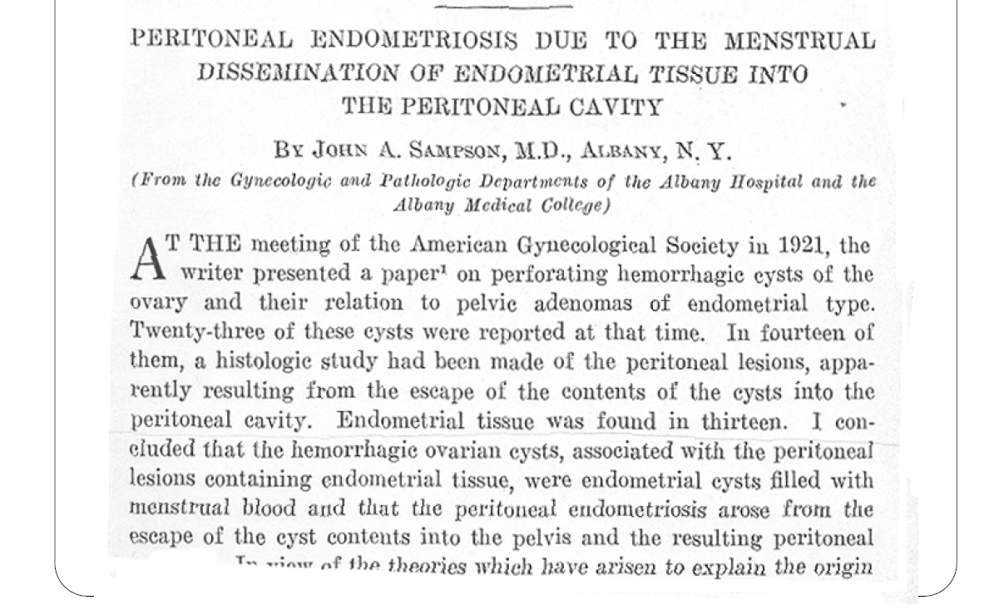 PERITONEAL ENDOMETRIOSIS DUE TO THE MENSTRUAL
DISSEMINATION OF ENDOMETRIAL TISSUE INTO
THE PERITONEAL CAVITY
BY JOHN A. SAMPSON, M.D., ALBANY, N. Y.
(From the Gynecologic and Pathologic Departments of the Albany Hospital and the
Albany Medical College)
AT THE meeting of the American Gynecological Society in 1921, the
writer presented a paper¹ on perforating hemorrhagic cysts of the
ovary and their relation to pelvic adenomas of endometrial type.
Twenty-three of these cysts were reported at that time. In fourteen of
them, a histologic study had been made of the peritoneal lesions, appa-
rently resulting from the escape of the contents of the cysts into the
peritoneal cavity. Endometrial tissue was found in thirteen. I con-
cluded that the hemorrhagic ovarian cysts, associated with the peritoneal
lesions containing endometrial tissue, were endometrial cysts filled with
menstrual blood and that the peritoneal endometriosis arose from the
escape of the cyst contents into the pelvis and the resulting peritoneal
In view of the theories which have arisen to explain the origin